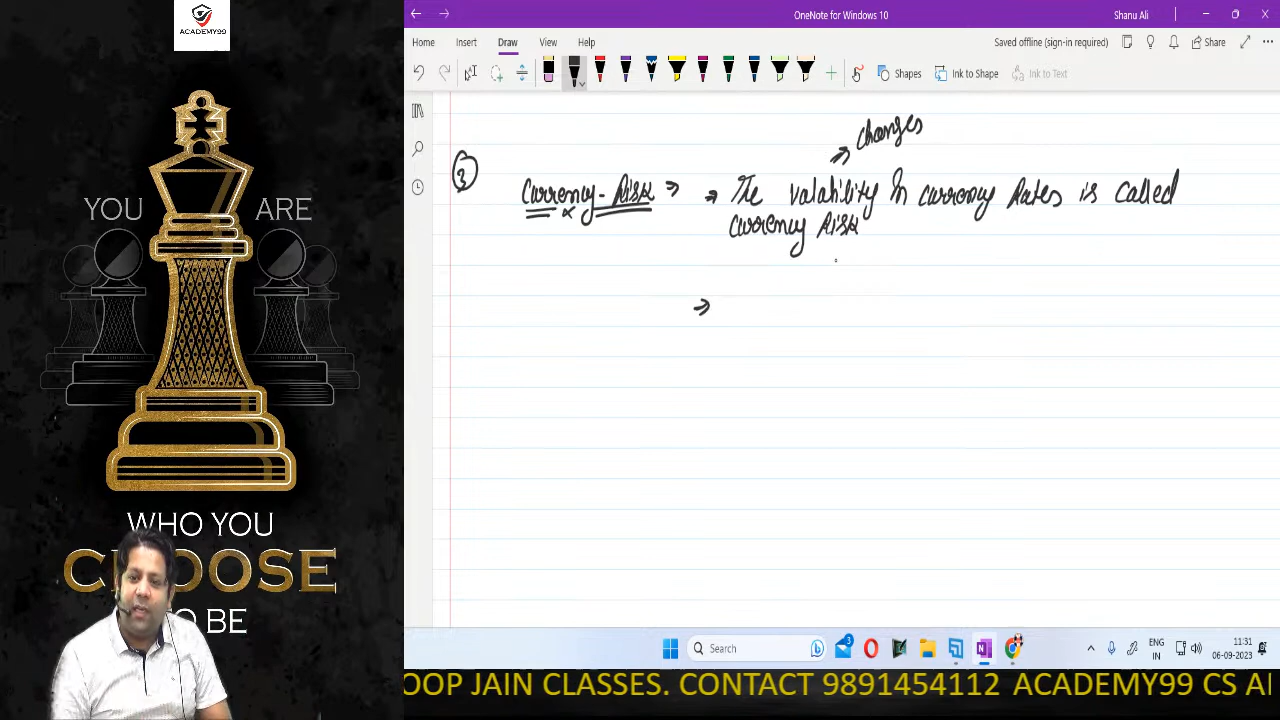 ACADEMY99
YOU ARE
WHO YOU
CHOOSE
TO BE
OneNote for Windows 10
Shanu Ali
Home Insert Draw View Help
Saved offline (sign-in required)
Share
Shapes
Ink to Shape
Ink to Text
changes
3
Currency - Risk ⇒ → The volability In currency Rates is called
currency Risk
⇒
Search
3
ENG
IN
11:31
06-09-2023
OOP JAIN CLASSES. CONTACT 9891454112 ACADEMY99 CS AI